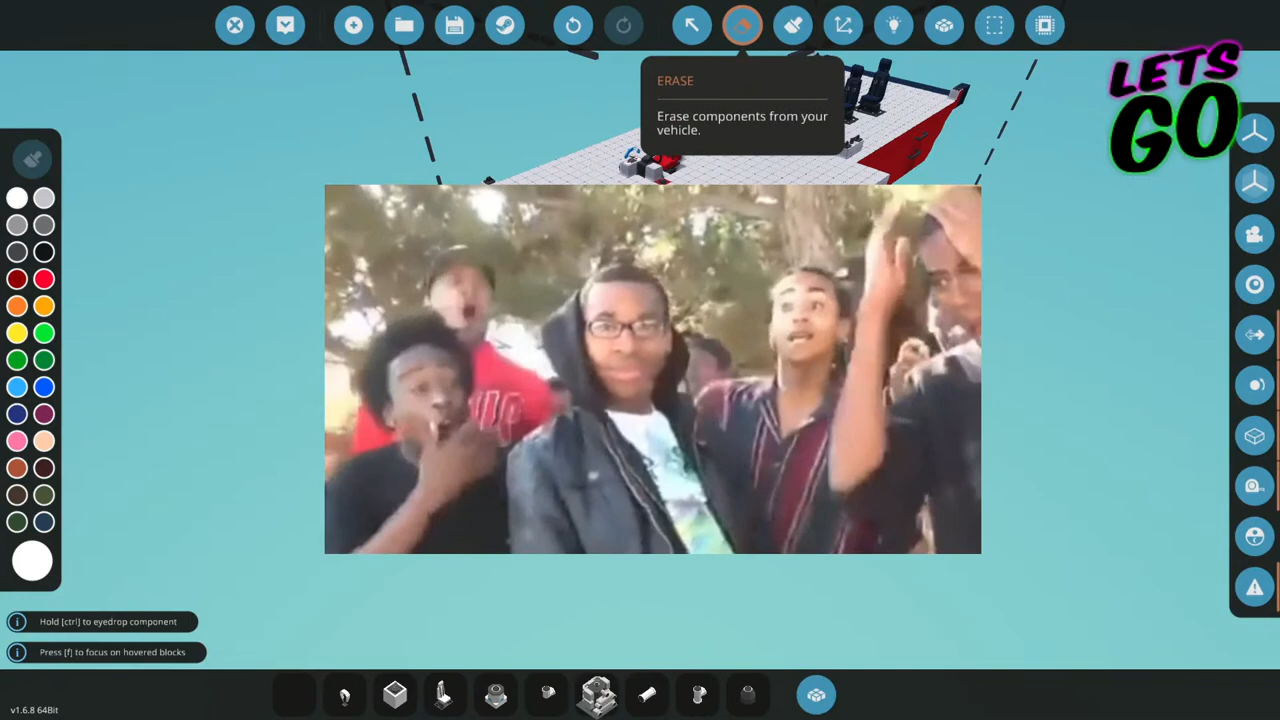 LETS
GO
ERASE
Erase components from your
vehicle.
Hold [ctrl] to eyedrop component
Press [f] to focus on hovered blocks
v1.6.8 64Bit